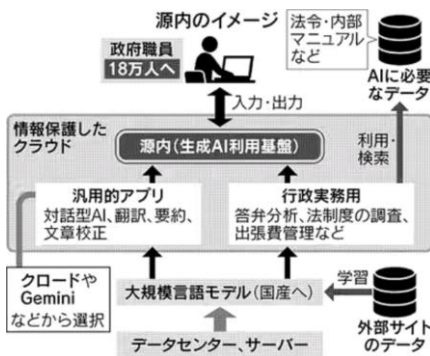 源内のイメージ
政府職員
18万人へ
法令・内部
マニュアル
など
AIに必要
なデータ
入力・出力
情報保護した
クラウド
源内(生成AI利用基盤)
利用・
検索
汎用的アプリ
対話型AI、翻訳、要約、
文章校正
行政実務用
答弁分析、法制度の調査、
出張費管理など
クロードや
Gemini
などから選択
大規模言語モデル(国産へ)
学習
外部サイト
のデータ
データセンター、サーバー